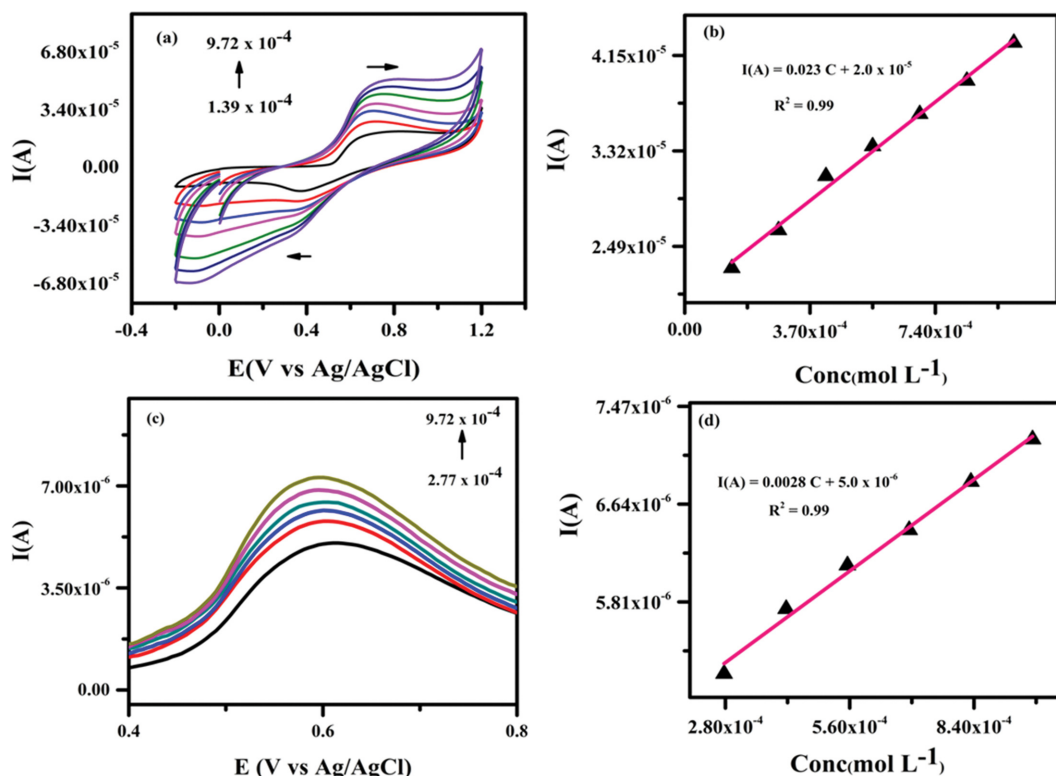 (a)
9.72 x 10⁻⁴
1.39 x 10⁻⁴
6.80x10⁻⁵
3.40x10⁻⁵
0.00
-3.40x10⁻⁵
-6.80x10⁻⁵
I(A)
-0.4 0.0 0.4 0.8 1.2
E(V vs Ag/AgCl)
(b)
I(A) = 0.023 C + 2.0 x 10⁻⁵
R² = 0.99
4.15x10⁻⁵
3.32x10⁻⁵
2.49x10⁻⁵
I(A)
0.00 3.70x10⁻⁴ 7.40x10⁻⁴
Conc(mol L⁻¹)
(c)
9.72 x 10⁻⁴
2.77 x 10⁻⁴
7.00x10⁻⁶
3.50x10⁻⁶
0.00
I(A)
0.4 0.6 0.8
E (V vs Ag/AgCl)
(d)
I(A) = 0.0028 C + 5.0 x 10⁻⁶
R² = 0.99
7.47x10⁻⁶
6.64x10⁻⁶
5.81x10⁻⁶
I(A)
2.80x10⁻⁴ 5.60x10⁻⁴ 8.40x10⁻⁴
Conc(mol L⁻¹)